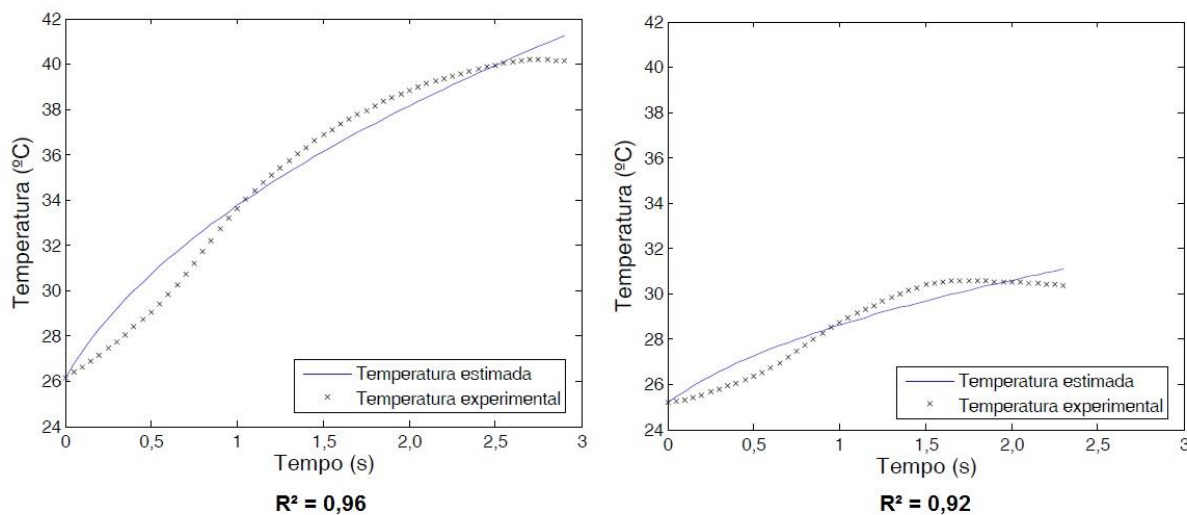 42
40
38
36
34
32
30
28
26
24
Temperatura (ºC)
Temperatura estimada
Temperatura experimental
0 0,5 1 1,5 2,0 2,5 3
Tempo (s)
R² = 0,96
42
40
38
36
34
32
30
28
26
24
Temperatura (ºC)
Temperatura estimada
Temperatura experimental
0 0,5 1 1,5 2,0 2,5 3
Tempo (s)
R² = 0,92